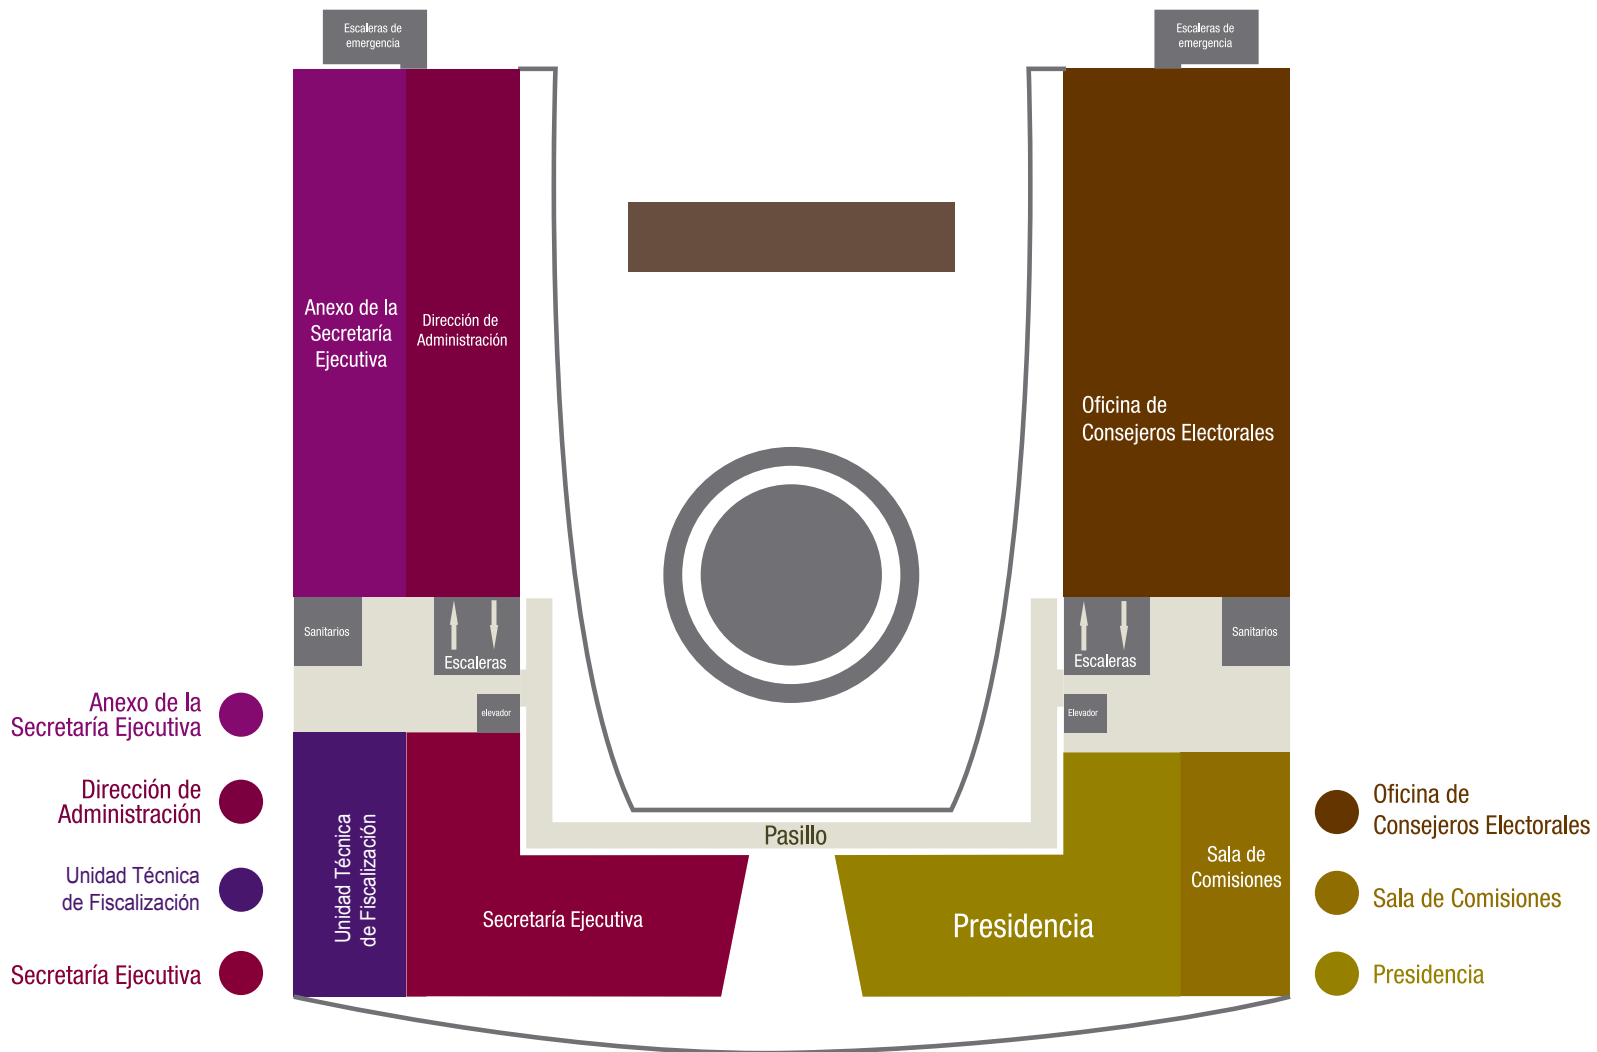 Escaleras de
emergencia
Escaleras de
emergencia
Anexo de la
Secretaría
Ejecutiva
Dirección de
Administración
Oficina de
Consejeros Electorales
Sanitarios
Escaleras
elevador
Escaleras
Sanitarios
Elevador
Pasillo
Unidad Técnica
de Fiscalización
Secretaría Ejecutiva
Presidencia
Sala de
Comisiones
Anexo de la
Secretaría Ejecutiva
Dirección de
Administración
Unidad Técnica
de Fiscalización
Secretaría Ejecutiva
Oficina de
Consejeros Electorales
Sala de Comisiones
Presidencia